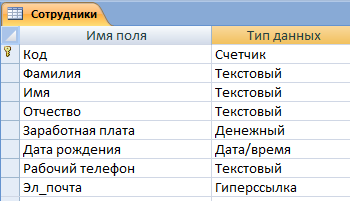 Сотрудники
Имя поля Тип данных
Код Счетчик
Фамилия Текстовый
Имя Текстовый
Отчество Текстовый
Заработная плата Денежный
Дата рождения Дата/время
Рабочий телефон Текстовый
Эл_почта Гиперссылка